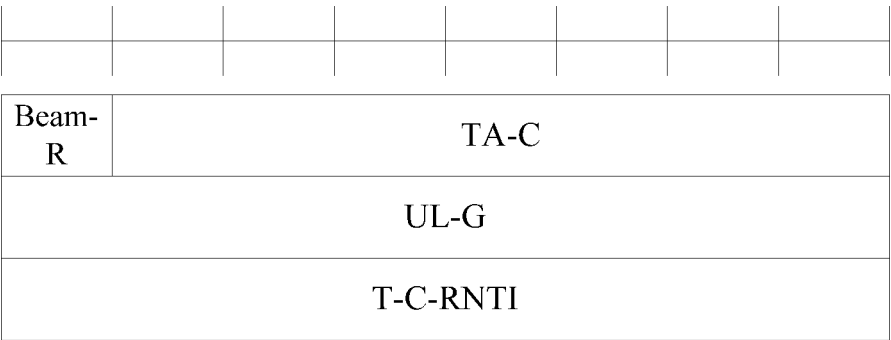 Beam-
R
TA-C
UL-G
T-C-RNTI